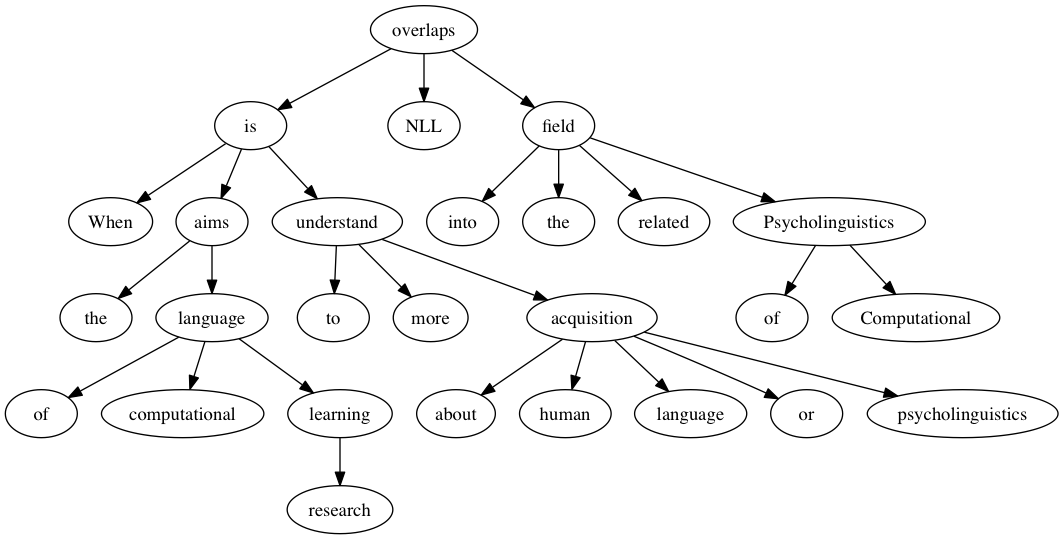 overlaps
is NLL field
When aims understand into the related Psycholinguistics
the language to more acquisition of Computational
of computational learning about human language or psycholinguistics
research